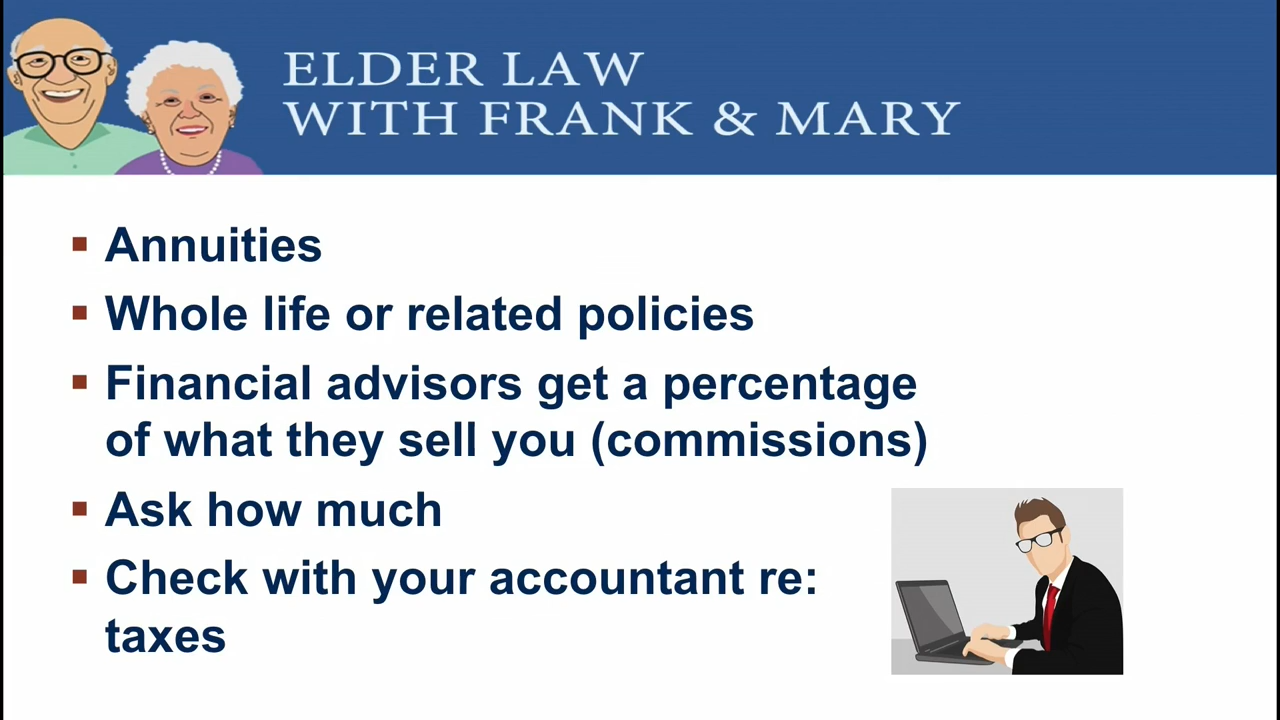 ELDER LAW
WITH FRANK & MARY
▪ Annuities
▪ Whole life or related policies
▪ Financial advisors get a percentage
of what they sell you (commissions)
▪ Ask how much
▪ Check with your accountant re:
taxes